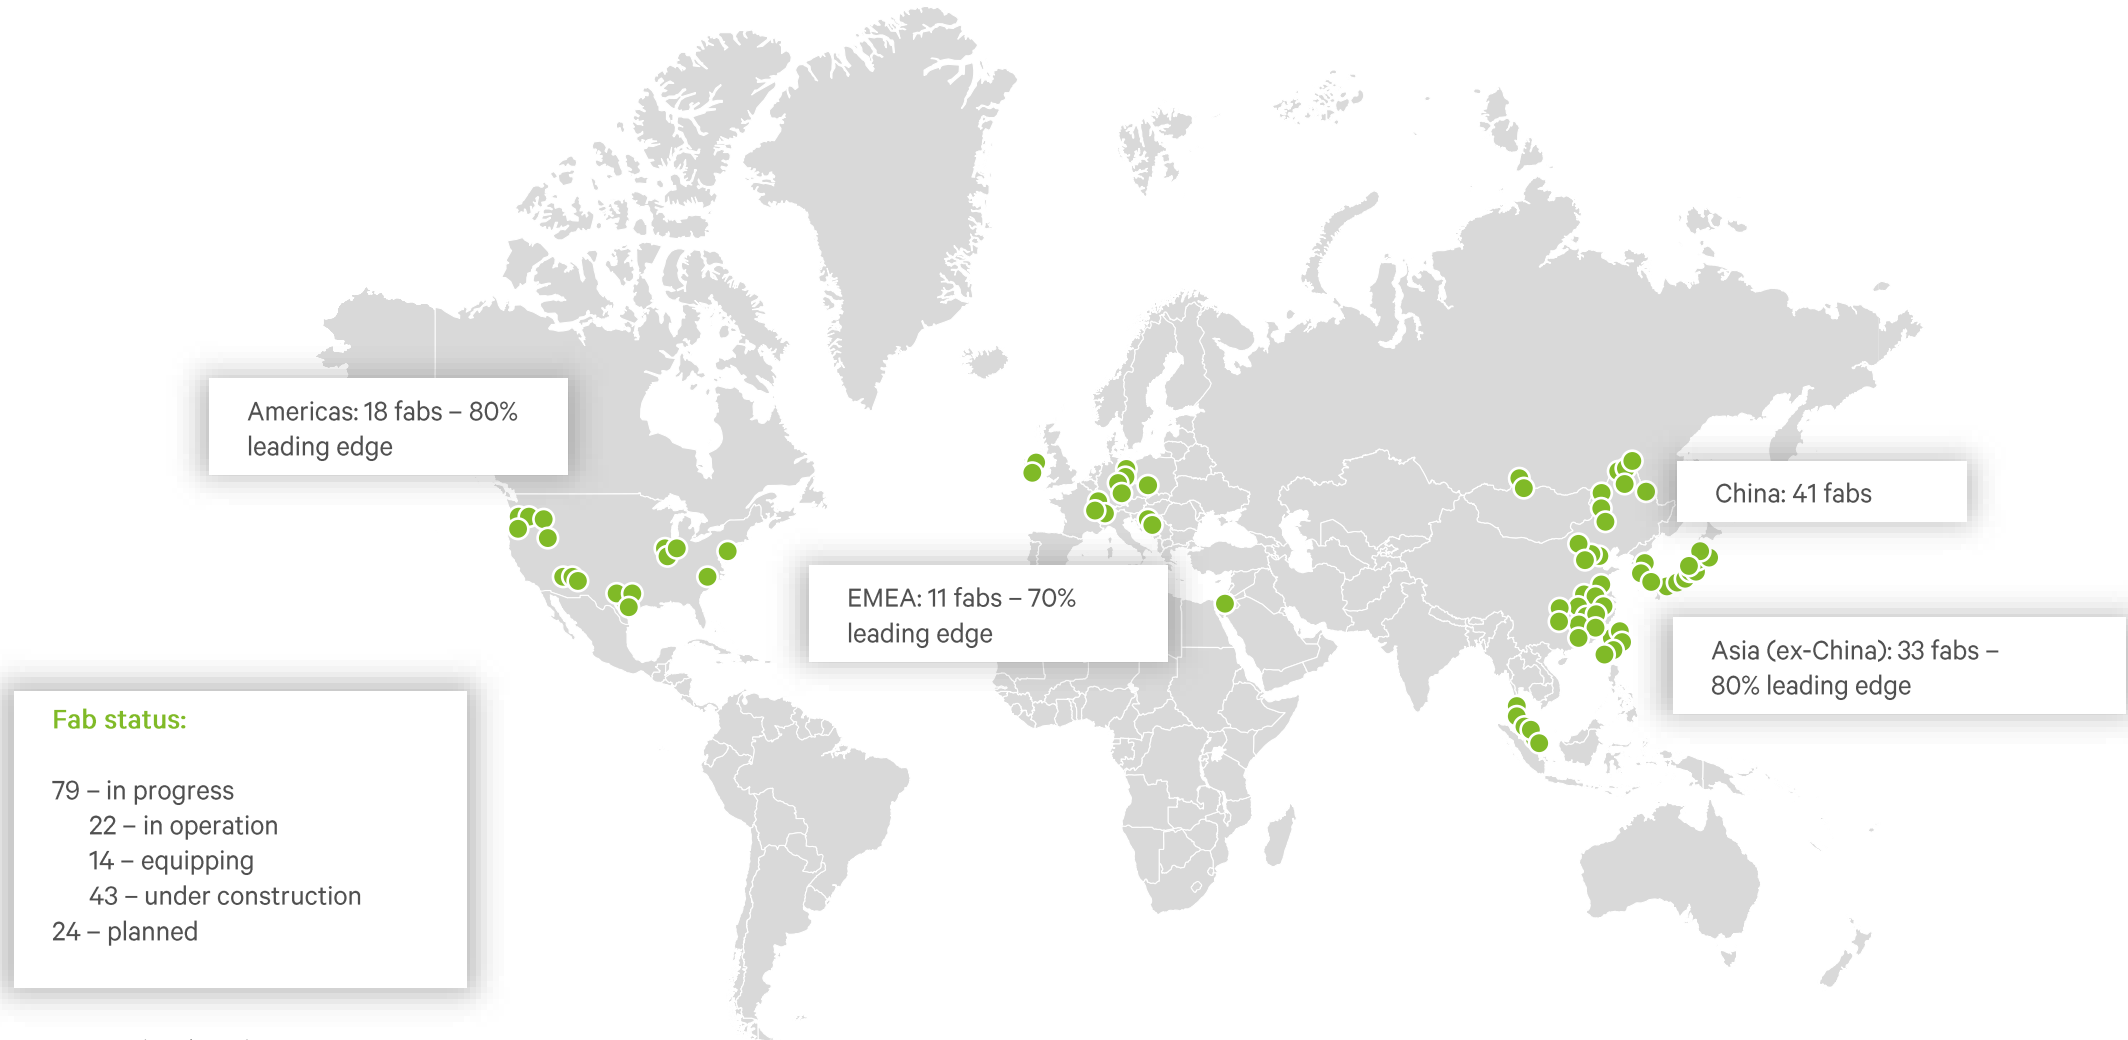 Americas: 18 fabs – 80%
leading edge
China: 41 fabs
EMEA: 11 fabs – 70%
leading edge
Asia (ex-China): 33 fabs –
80% leading edge
Fab status:
79 – in progress
22 – in operation
14 – equipping
43 – under construction
24 – planned